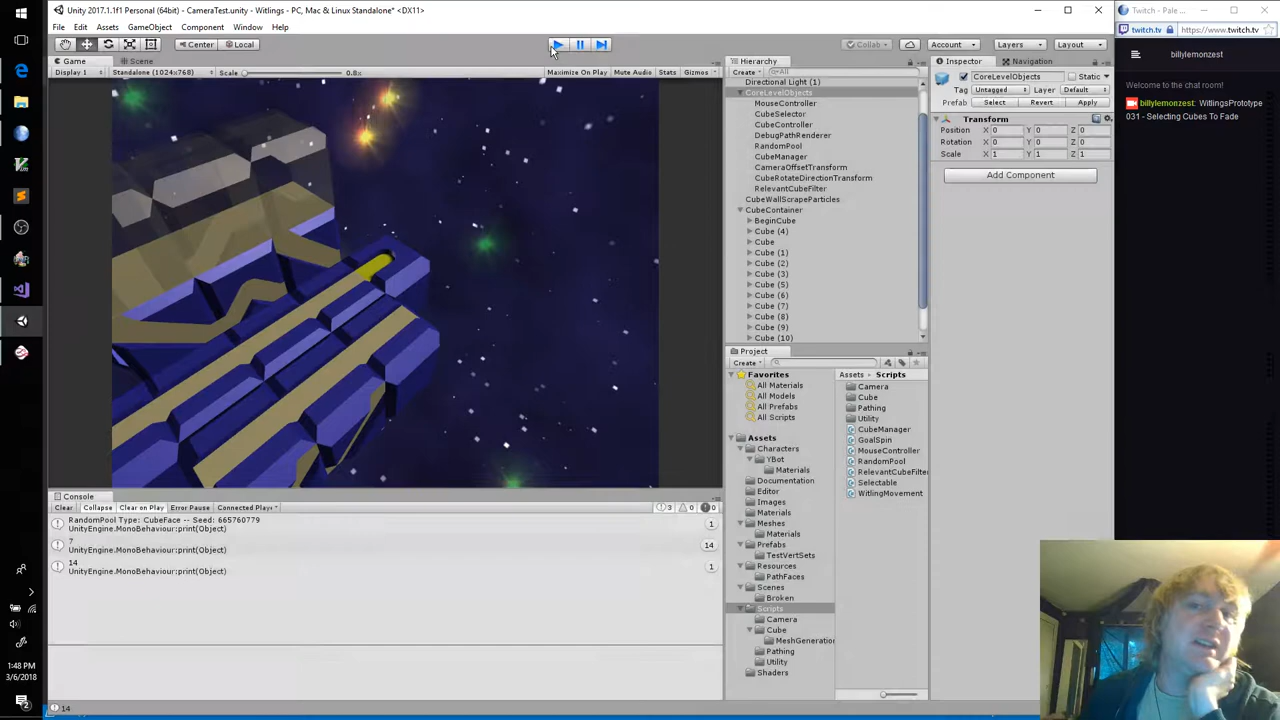 Unity 2017.1.1f1 Personal (64bit) - CameraTest.unity - Witlings - PC, Mac & Linux Standalone* <DX11>
Twitch - Pale
File Edit Assets GameObject Component Window Help
twitch.tv https://www.twitch.tv
Center Local Collab Account Layers Layout
billylemonzest
Game Scene
Display 1 Standalone (1024x768) Scale 0.8x Maximize On Play Mute Audio Stats Gizmos
Welcome to the chat room!
billylemonzest: WitlingsPrototype
031 - Selecting Cubes To Fade
Hierarchy
Create All
Directional Light (1)
CoreLevelObjects
MouseController
CubeSelector
CubeController
DebugPathRenderer
RandomPool
CubeManager
CameraOffsetTransform
CubeRotateDirectionTransform
RelevantCubeFilter
CubeWallScrapeParticles
CubeContainer
BeginCube
Cube (4)
Cube
Cube (1)
Cube (2)
Cube (3)
Cube (5)
Cube (6)
Cube (7)
Cube (8)
Cube (9)
Cube (10)
Inspector Navigation
CoreLevelObjects Static
Tag Untagged Layer Default
Prefab Select Revert Apply
Transform
Position X 0 Y 0 Z 0
Rotation X 0 Y 0 Z 0
Scale X 1 Y 1 Z 1
Add Component
Project
Create
Favorites
All Materials
All Models
All Prefabs
All Scripts
Assets
Characters
YBot
Materials
Documentation
Editor
Images
Materials
Meshes
Materials
Prefabs
TestVertSets
Resources
PathFaces
Scenes
Broken
Scripts
Camera
Cube
MeshGeneration
Pathing
Utility
Shaders
Assets Scripts
Camera
Cube
Pathing
Utility
CubeManager
GoalSpin
MouseController
RandomPool
RelevantCubeFilter
Selectable
WitlingMovement
Console
Clear Collapse Clear on Play Error Pause Connected Playe 3 0 0
RandomPool Type: CubeFace -- Seed: 665760779
UnityEngine.MonoBehaviour:print(Object) 1
7
UnityEngine.MonoBehaviour:print(Object) 14
14
UnityEngine.MonoBehaviour:print(Object) 1
14
1:48 PM
3/6/2018
2